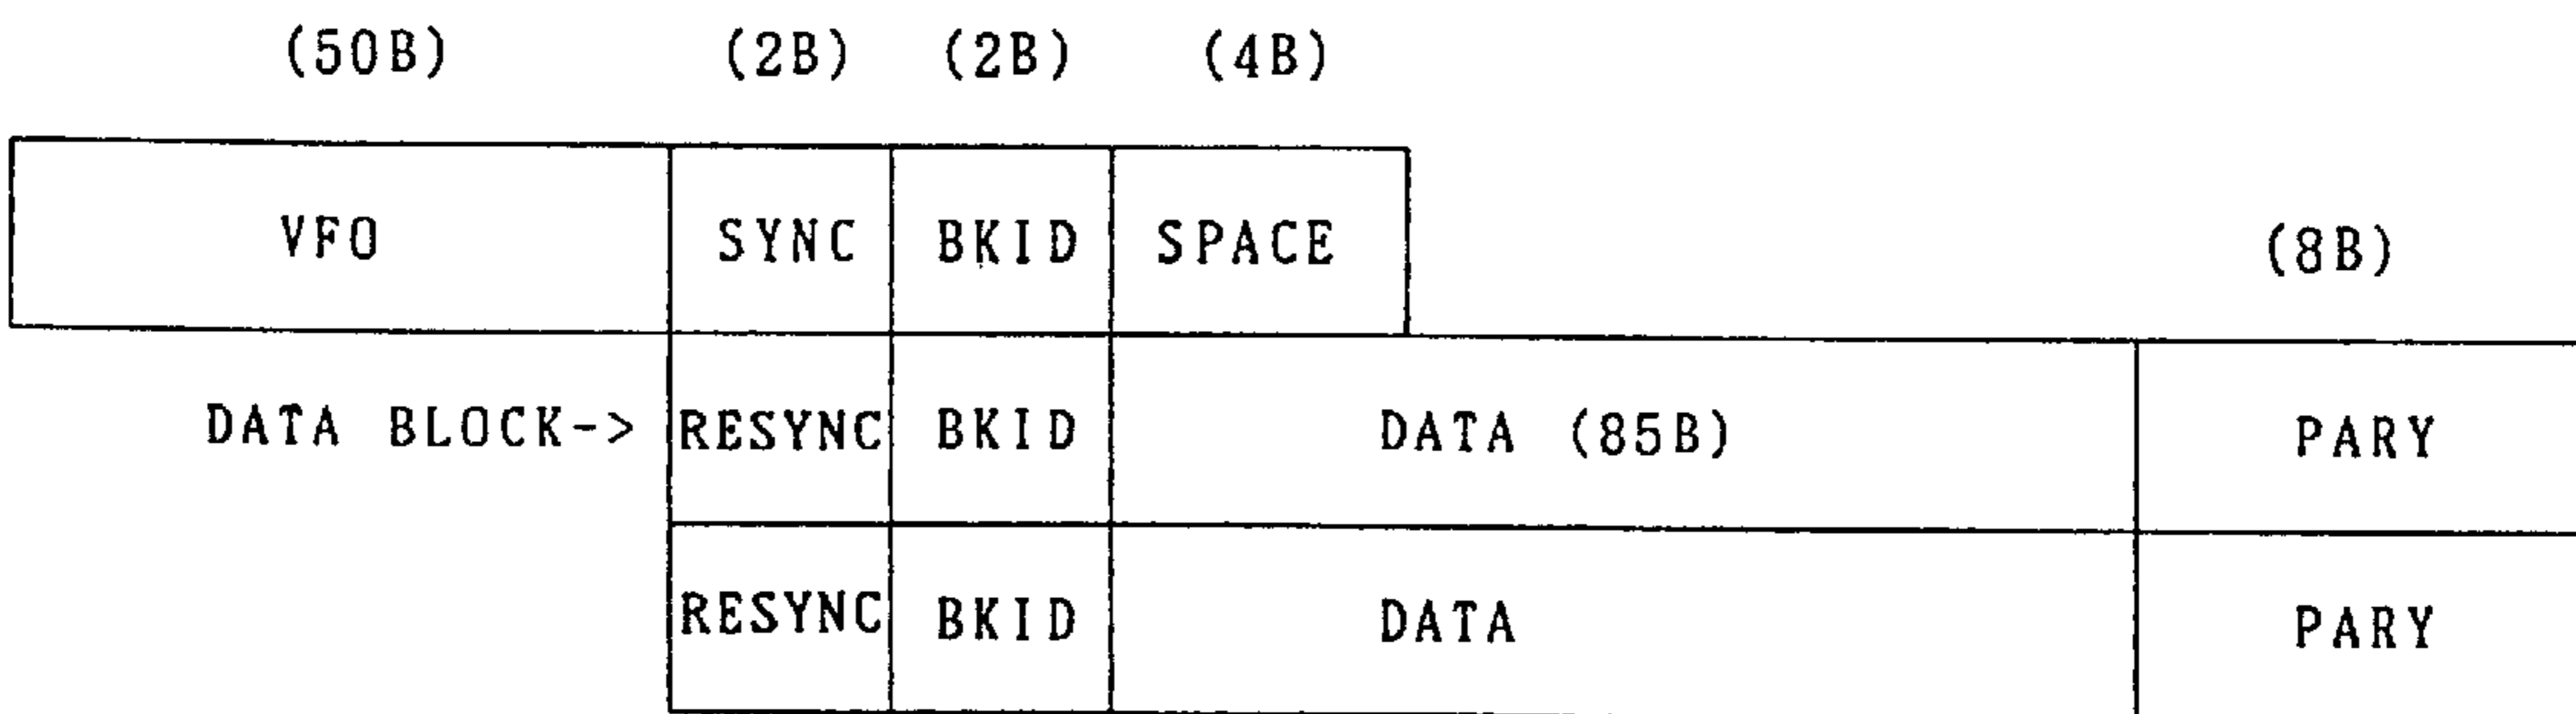 (50B) (2B) (2B) (4B)
VFO SYNC BKID SPACE (8B)
DATA BLOCK-> RESYNC BKID DATA (85B) PARY
RESYNC BKID DATA PARY